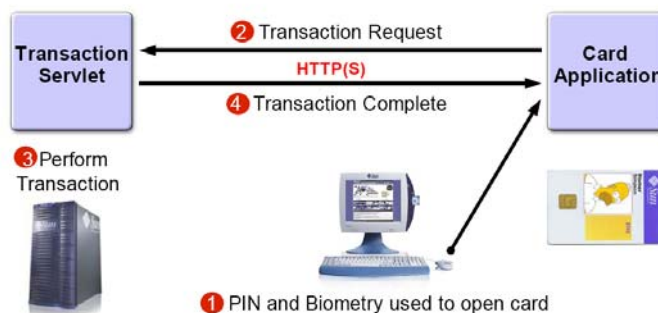 2 Transaction Request
Transaction
Servlet
HTTP(S)
Card
Application
4 Transaction Complete
3 Perform
Transaction
Sun
1 PIN and Biometry used to open card